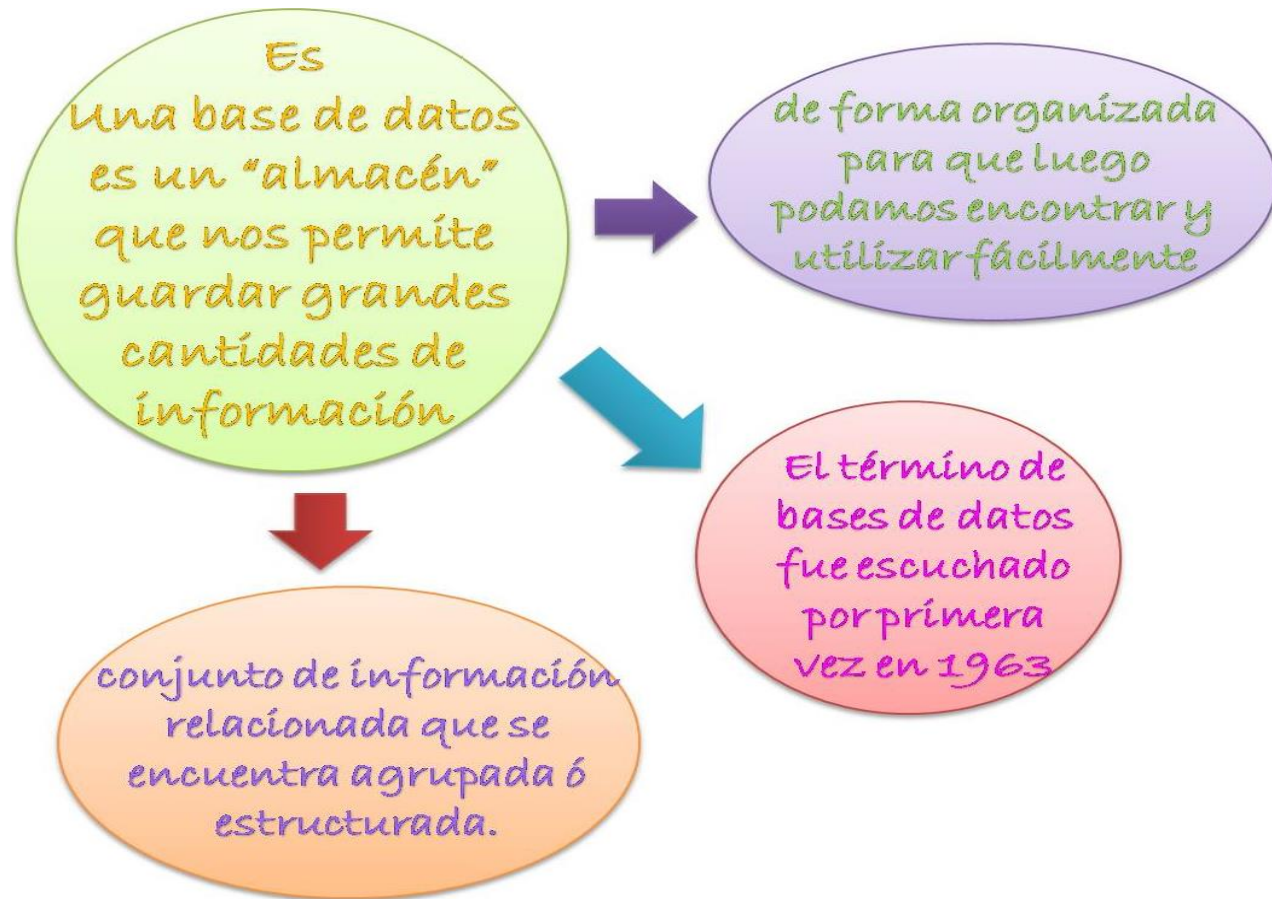 Es
Una base de datos
es un “almacén”
que nos permite
guardar grandes
cantidades de
información
de forma organizada
para que luego
podamos encontrar y
utilizar fácilmente
El término de
bases de datos
fue escuchado
por primera
vez en 1963
conjunto de información
relacionada que se
encuentra agrupada ó
estructurada.